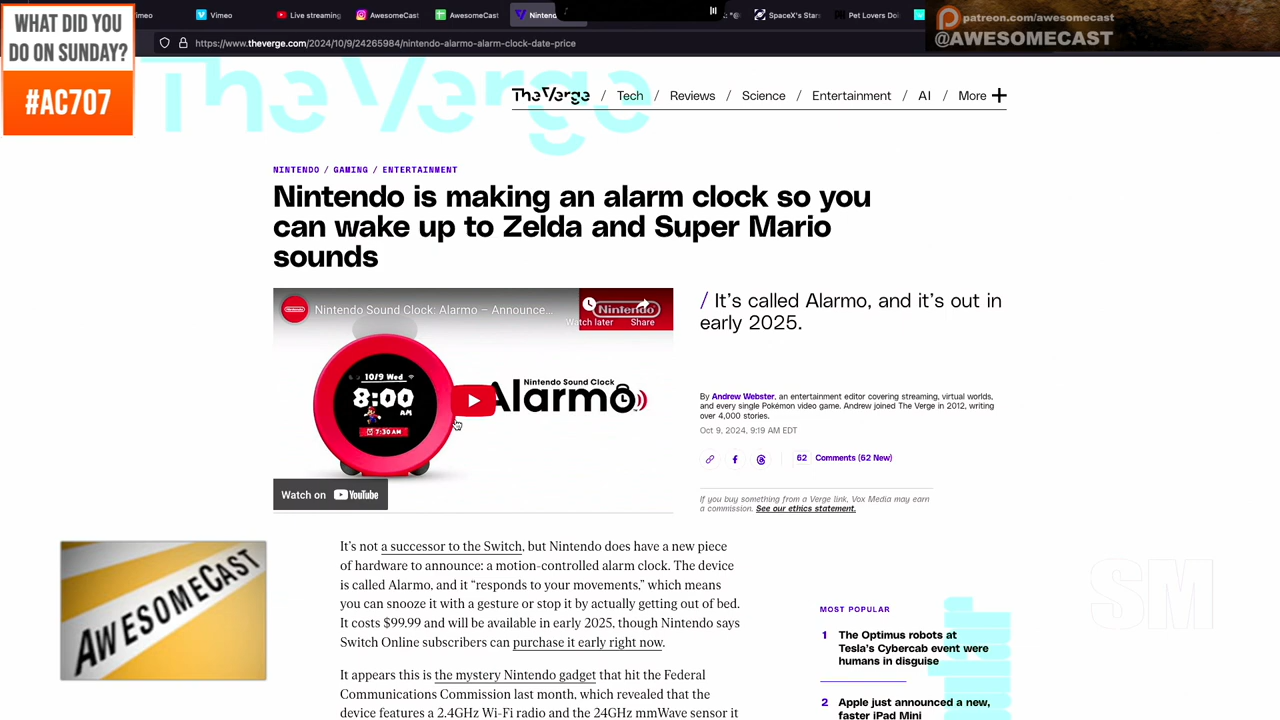 WHAT DID YOU
DO ON SUNDAY?
#AC707
imeo
Vimeo
Live streaming
AwesomeCast
AwesomeCast
Nintend
SpaceX's Stars
Pet Lovers Do
patreon.com/awesomecast
@AWESOMECAST
https://www.theverge.com/2024/10/9/24265984/nintendo-alarmo-alarm-clock-date-price
The Verge
The Verge / Tech / Reviews / Science / Entertainment / AI / More +
NINTENDO / GAMING / ENTERTAINMENT
Nintendo is making an alarm clock so you
can wake up to Zelda and Super Mario
sounds
Nintendo Sound Clock: Alarmo – Announce...
Nintendo
Watch later
Share
10/9 Wed
8:00
AM
7:30 AM
Nintendo Sound Clock
Alarmo
Watch on YouTube
/ It's called Alarmo, and it's out in
early 2025.
By Andrew Webster, an entertainment editor covering streaming, virtual worlds,
and every single Pokémon video game. Andrew joined The Verge in 2012, writing
over 4,000 stories.
Oct 9, 2024, 9:19 AM EDT
62 Comments (62 New)
If you buy something from a Verge link, Vox Media may earn
a commission. See our ethics statement.
It's not a successor to the Switch, but Nintendo does have a new piece
of hardware to announce: a motion-controlled alarm clock. The device
is called Alarmo, and it “responds to your movements,” which means
you can snooze it with a gesture or stop it by actually getting out of bed.
It costs $99.99 and will be available in early 2025, though Nintendo says
Switch Online subscribers can purchase it early right now.
It appears this is the mystery Nintendo gadget that hit the Federal
Communications Commission last month, which revealed that the
device features a 2.4GHz Wi-Fi radio and the 24GHz mmWave sensor it
AWESOMECAST
SM
MOST POPULAR
1 The Optimus robots at
Tesla's Cybercab event were
humans in disguise
2 Apple just announced a new,
faster iPad Mini